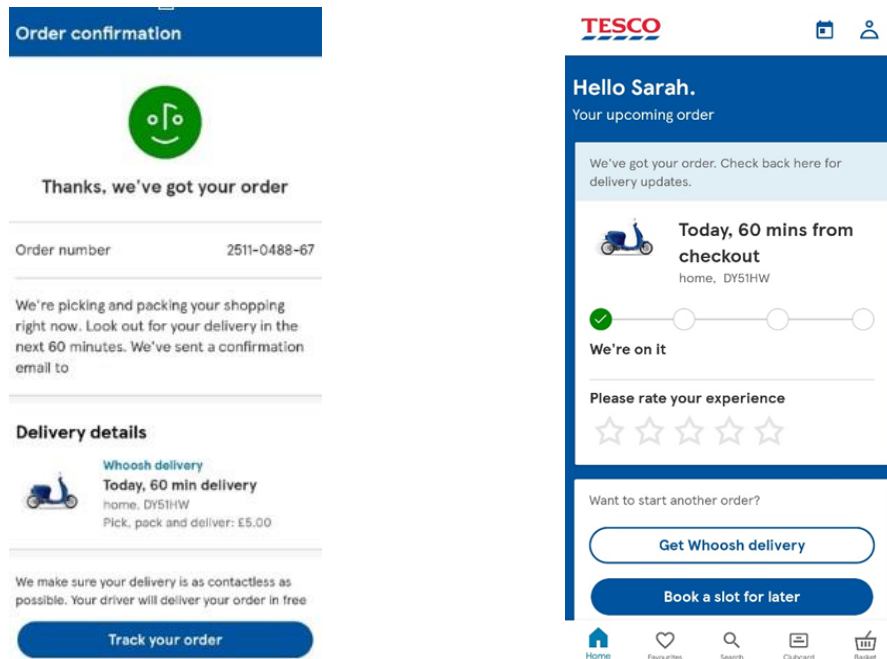 Order confirmation
Thanks, we've got your order
Order number 2511-0488-67
We're picking and packing your shopping
right now. Look out for your delivery in the
next 60 minutes. We've sent a confirmation
email to
Delivery details
Whoosh delivery
Today, 60 min delivery
home, DY51HW
Pick, pack and deliver: £5.00
We make sure your delivery is as contactless as
possible. Your driver will deliver your order in free
Track your order
TESCO
Hello Sarah.
Your upcoming order
We've got your order. Check back here for
delivery updates.
Today, 60 mins from
checkout
home, DY51HW
We're on it
Please rate your experience
Want to start another order?
Get Whoosh delivery
Book a slot for later
Home Favourites Search Clubcard Basket